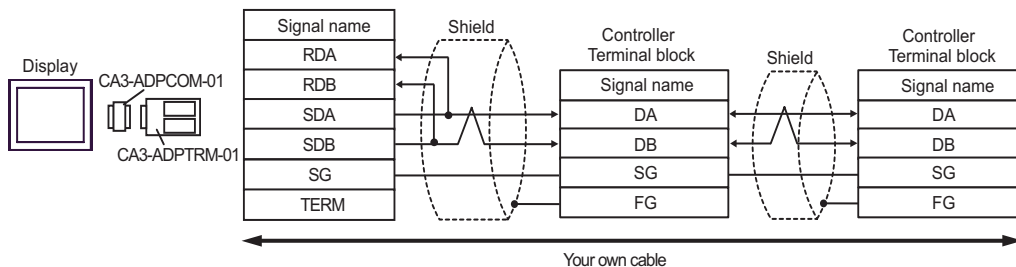 Display
CA3-ADPCOM-01
CA3-ADPTRM-01
Signal name
RDA
RDB
SDA
SDB
SG
TERM
Shield
Controller
Terminal block
Signal name
DA
DB
SG
FG
Shield
Controller
Terminal block
Signal name
DA
DB
SG
FG
Your own cable